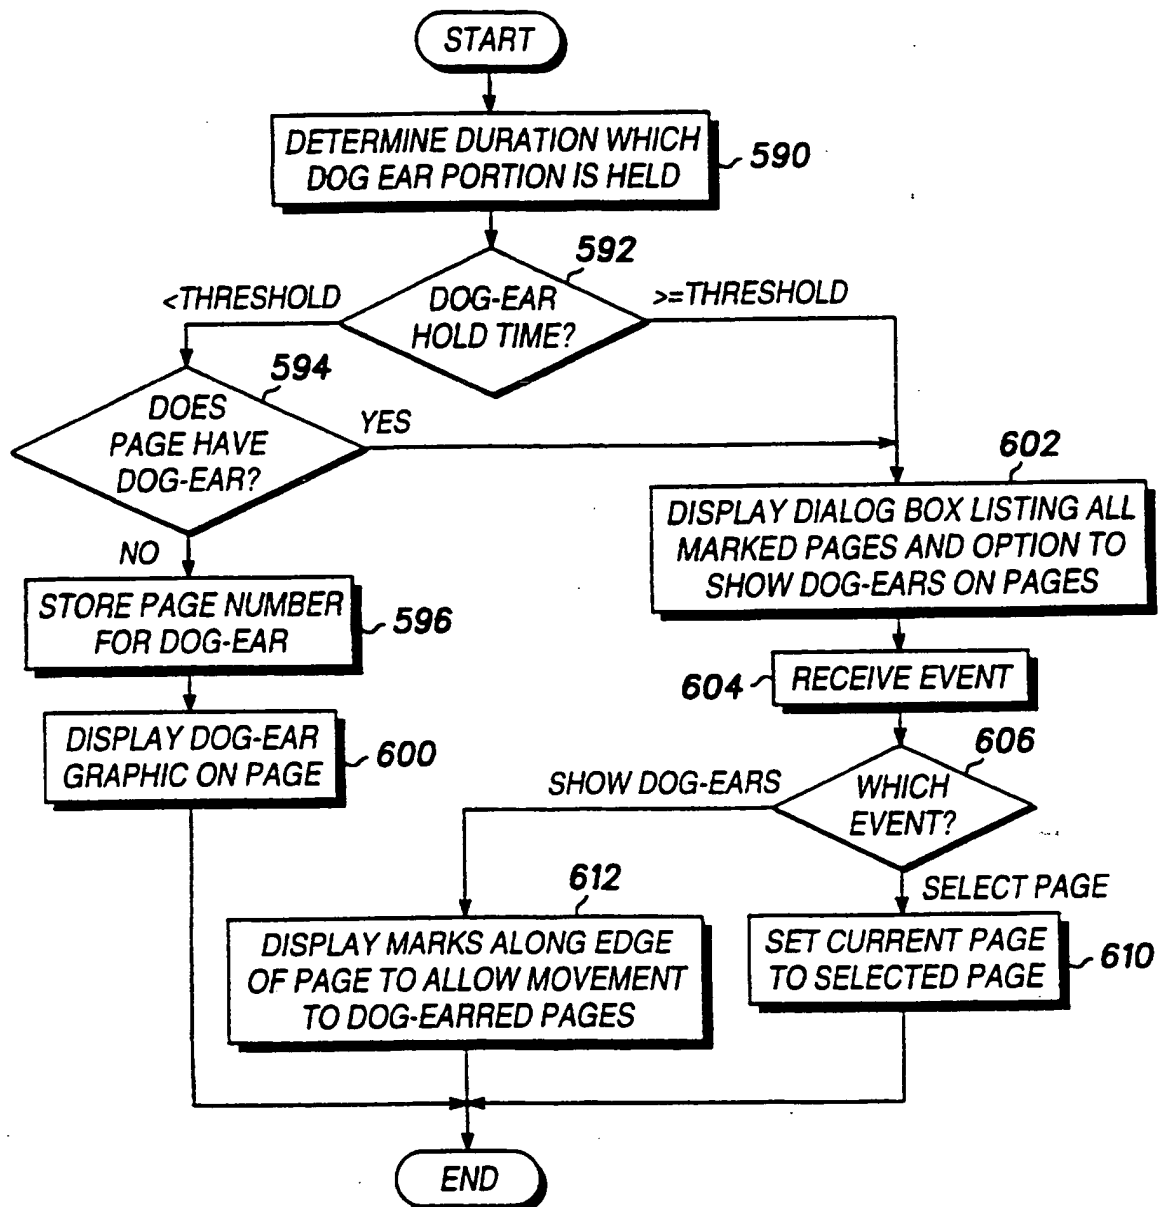 START
DETERMINE DURATION WHICH
DOG EAR PORTION IS HELD
590
592
<THRESHOLD
DOG-EAR
HOLD TIME?
>=THRESHOLD
594
DOES
PAGE HAVE
DOG-EAR?
YES
NO
602
DISPLAY DIALOG BOX LISTING ALL
MARKED PAGES AND OPTION TO
SHOW DOG-EARS ON PAGES
STORE PAGE NUMBER
FOR DOG-EAR
596
604
RECEIVE EVENT
DISPLAY DOG-EAR
GRAPHIC ON PAGE
600
606
SHOW DOG-EARS
WHICH
EVENT?
SELECT PAGE
612
DISPLAY MARKS ALONG EDGE
OF PAGE TO ALLOW MOVEMENT
TO DOG-EARRED PAGES
SET CURRENT PAGE
TO SELECTED PAGE
610
END